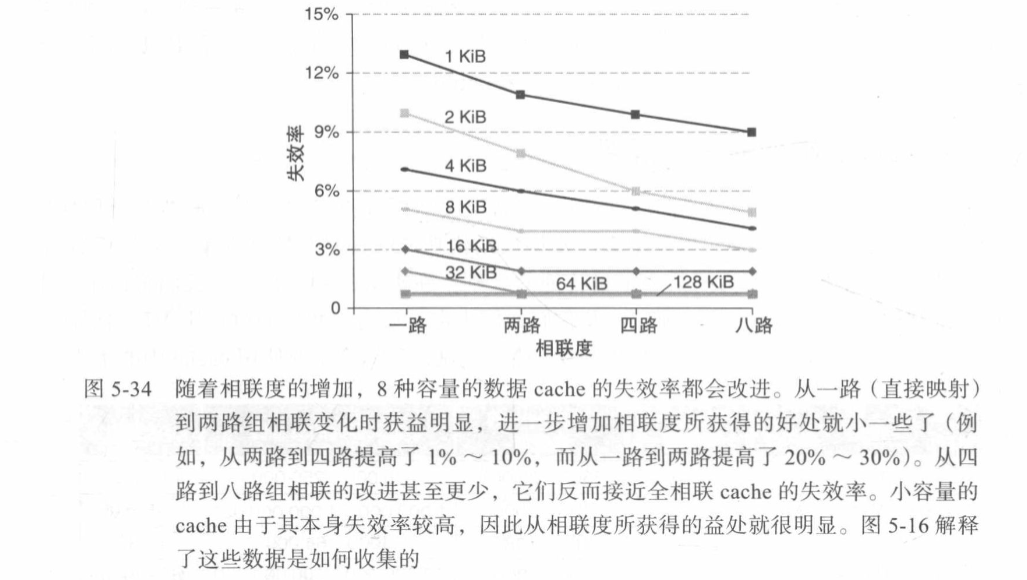 15%
12%
9%
6%
3%
0
失效率
1 KiB
2 KiB
4 KiB
8 KiB
16 KiB
32 KiB
64 KiB
128 KiB
一路
两路
四路
八路
相联度
图 5-34 随着相联度的增加，8 种容量的数据 cache 的失效率都会改进。从一路（直接映射）
到两路组相联变化时获益明显，进一步增加相联度所获得的好处就小一些了（例
如，从两路到四路提高了 1% ～ 10%，而从一路到两路提高了 20% ～ 30%）。从四
路到八路组相联的改进甚至更少，它们反而接近全相联 cache 的失效率。小容量的
cache 由于其本身失效率较高，因此从相联度所获得的益处就很明显。图 5-16 解释
了这些数据是如何收集的